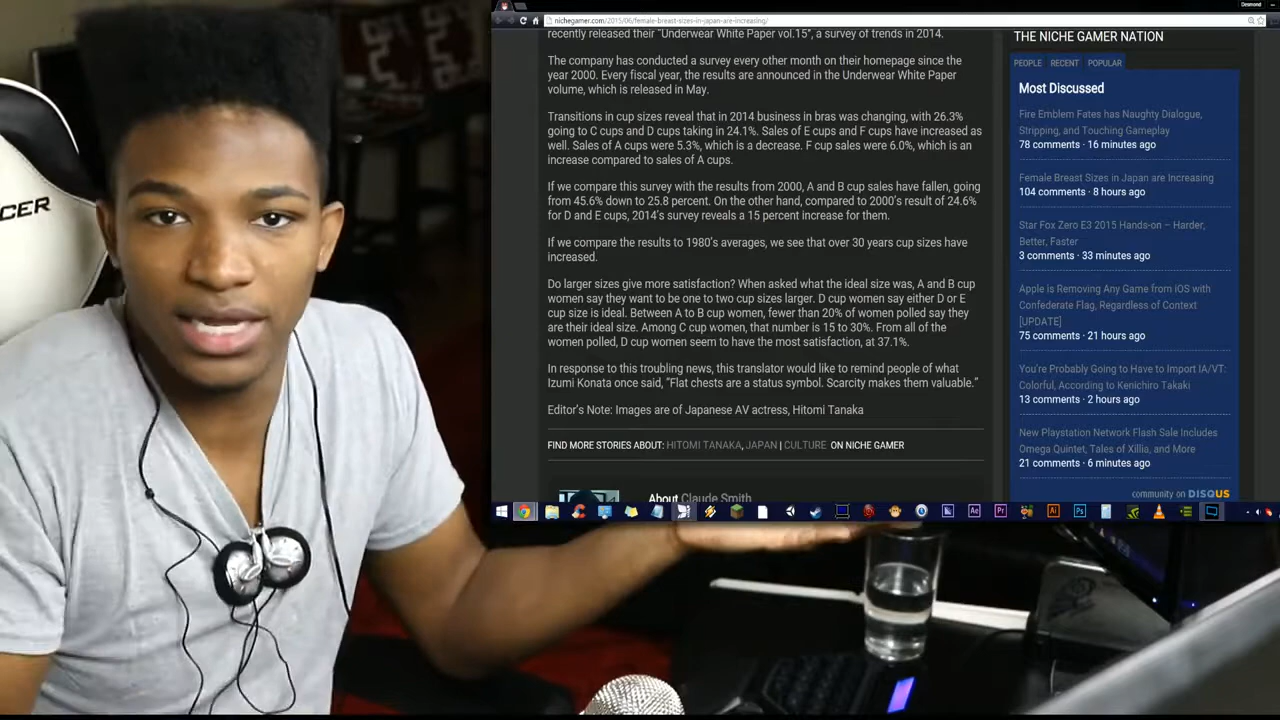 Desmond
nichegamer.com/2015/06/female-breast-sizes-in-japan-are-increasing/
recently released their "Underwear White Paper vol.15", a survey of trends in 2014.
The company has conducted a survey every other month on their homepage since the
year 2000. Every fiscal year, the results are announced in the Underwear White Paper
volume, which is released in May.
Transitions in cup sizes reveal that in 2014 business in bras was changing, with 26.3%
going to C cups and D cups taking in 24.1%. Sales of E cups and F cups have increased as
well. Sales of A cups were 5.3%, which is a decrease. F cup sales were 6.0%, which is an
increase compared to sales of A cups.
If we compare this survey with the results from 2000, A and B cup sales have fallen, going
from 45.6% down to 25.8 percent. On the other hand, compared to 2000's result of 24.6%
for D and E cups, 2014's survey reveals a 15 percent increase for them.
If we compare the results to 1980's averages, we see that over 30 years cup sizes have
increased.
Do larger sizes give more satisfaction? When asked what the ideal size was, A and B cup
women say they want to be one to two cup sizes larger. D cup women say either D or E
cup size is ideal. Between A to B cup women, fewer than 20% of women polled say they
are their ideal size. Among C cup women, that number is 15 to 30%. From all of the
women polled, D cup women seem to have the most satisfaction, at 37.1%.
In response to this troubling news, this translator would like to remind people of what
Izumi Konata once said, "Flat chests are a status symbol. Scarcity makes them valuable."
Editor's Note: Images are of Japanese AV actress, Hitomi Tanaka
FIND MORE STORIES ABOUT: HITOMI TANAKA, JAPAN | CULTURE ON NICHE GAMER
About Claude Smith
THE NICHE GAMER NATION
PEOPLE RECENT POPULAR
Most Discussed
Fire Emblem Fates has Naughty Dialogue,
Stripping, and Touching Gameplay
78 comments · 16 minutes ago
Female Breast Sizes in Japan are Increasing
104 comments · 8 hours ago
Star Fox Zero E3 2015 Hands-on – Harder,
Better, Faster
3 comments · 33 minutes ago
Apple is Removing Any Game from iOS with
Confederate Flag, Regardless of Context
[UPDATE]
75 comments · 21 hours ago
You're Probably Going to Have to Import IA/VT:
Colorful, According to Kenichiro Takaki
13 comments · 2 hours ago
New Playstation Network Flash Sale Includes
Omega Quintet, Tales of Xillia, and More
21 comments · 6 minutes ago
community on DISQUS
Ae
Pr
Ai
Ps
CER